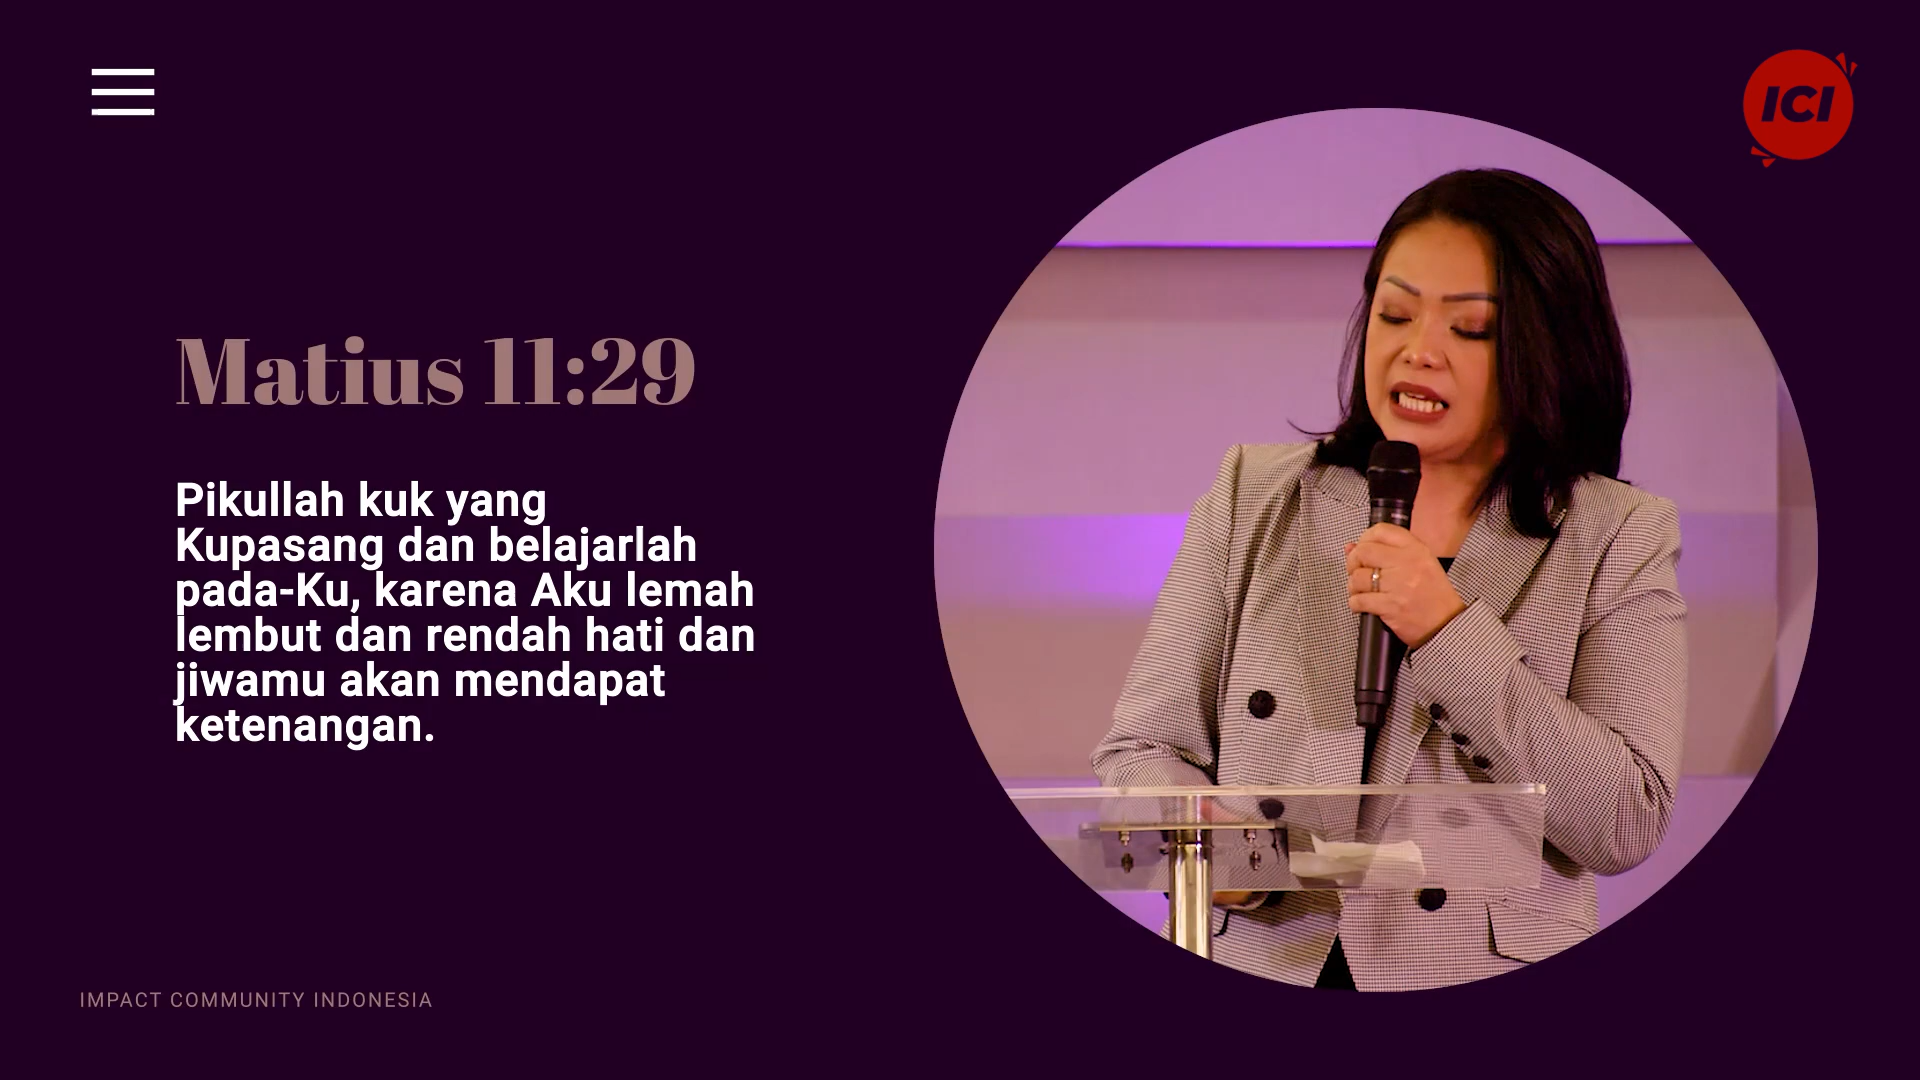 ICI
Matius 11:29
Pikullah kuk yang
Kupasang dan belajarlah
pada-Ku, karena Aku lemah
lembut dan rendah hati dan
jiwamu akan mendapat
ketenangan.
IMPACT COMMUNITY INDONESIA